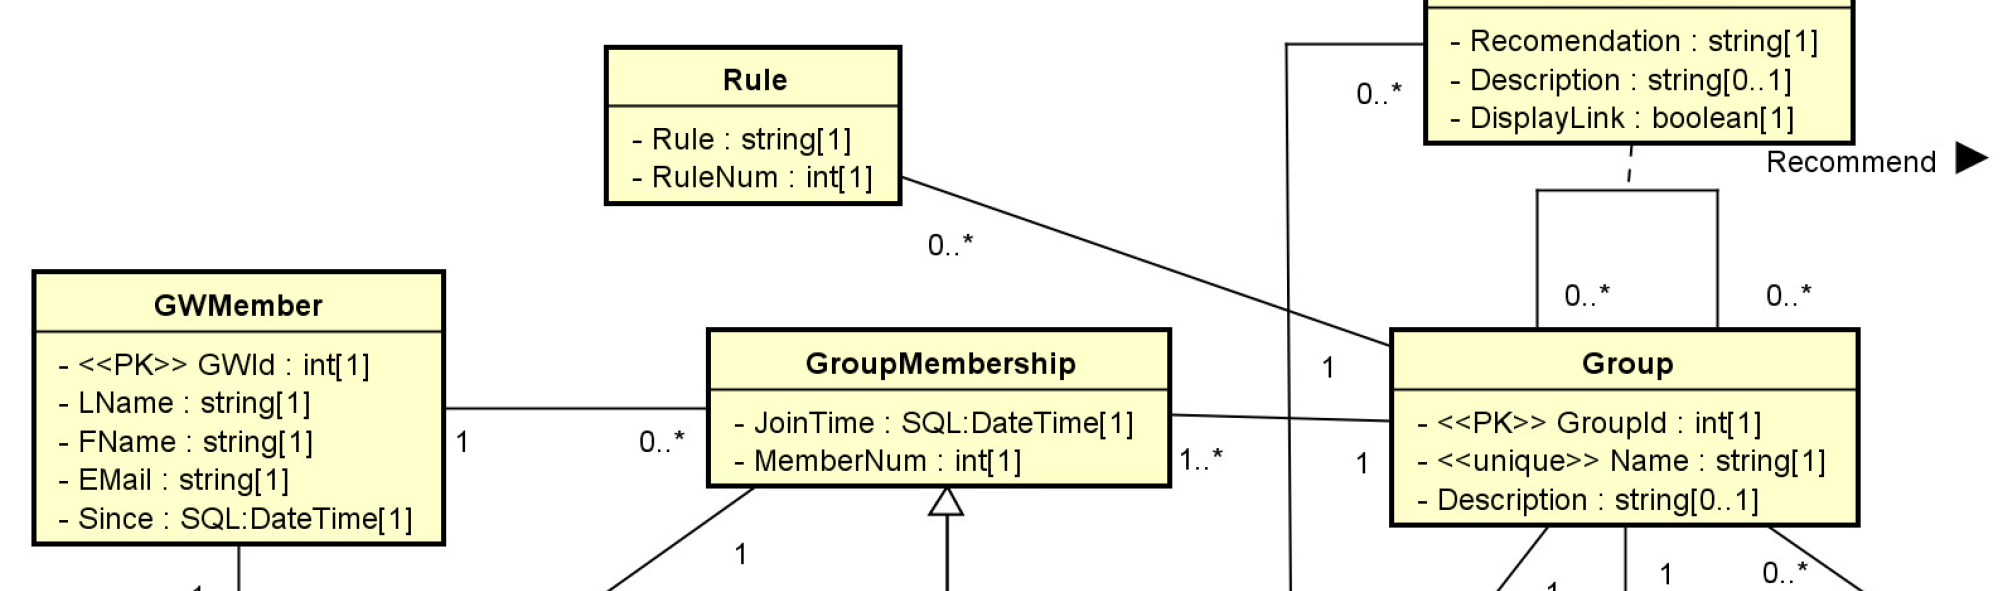 - Recomendation : string[1]
- Description : string[0..1]
- DisplayLink : boolean[1]
0..*
Recommend
Rule
- Rule : string[1]
- RuleNum : int[1]
0..*
0..*
0..*
GWMember
- <<PK>> GWId : int[1]
- LName : string[1]
- FName : string[1]
- EMail : string[1]
- Since : SQL:DateTime[1]
1
0..*
GroupMembership
- JoinTime : SQL:DateTime[1]
- MemberNum : int[1]
1..*
1
1
Group
- <<PK>> GroupId : int[1]
- <<unique>> Name : string[1]
- Description : string[0..1]
1
1
1
1
0..*